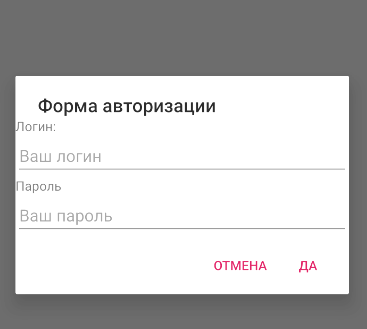 Форма авторизации
Логин:
Ваш логин
Пароль
Ваш пароль
ОТМЕНА ДА